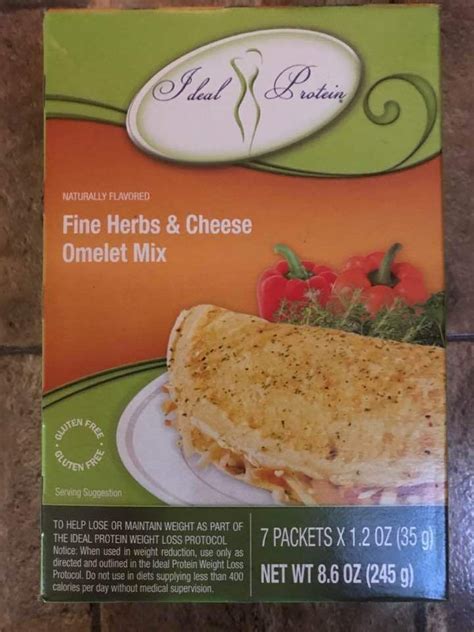 Ideal Protein
NATURALLY FLAVORED
Fine Herbs & Cheese
Omelet Mix
GLUTEN FREE
GLUTEN FREE
Serving Suggestion
TO HELP LOSE OR MAINTAIN WEIGHT AS PART OF
THE IDEAL PROTEIN WEIGHT LOSS PROTOCOL
Notice: When used in weight reduction, use only as
directed and outlined in the Ideal Protein Weight Loss
Protocol. Do not use in diets supplying less than 400
calories per day without medical supervision.
7 PACKETS X 1.2 OZ (35 g)
NET WT 8.6 OZ (245 g)